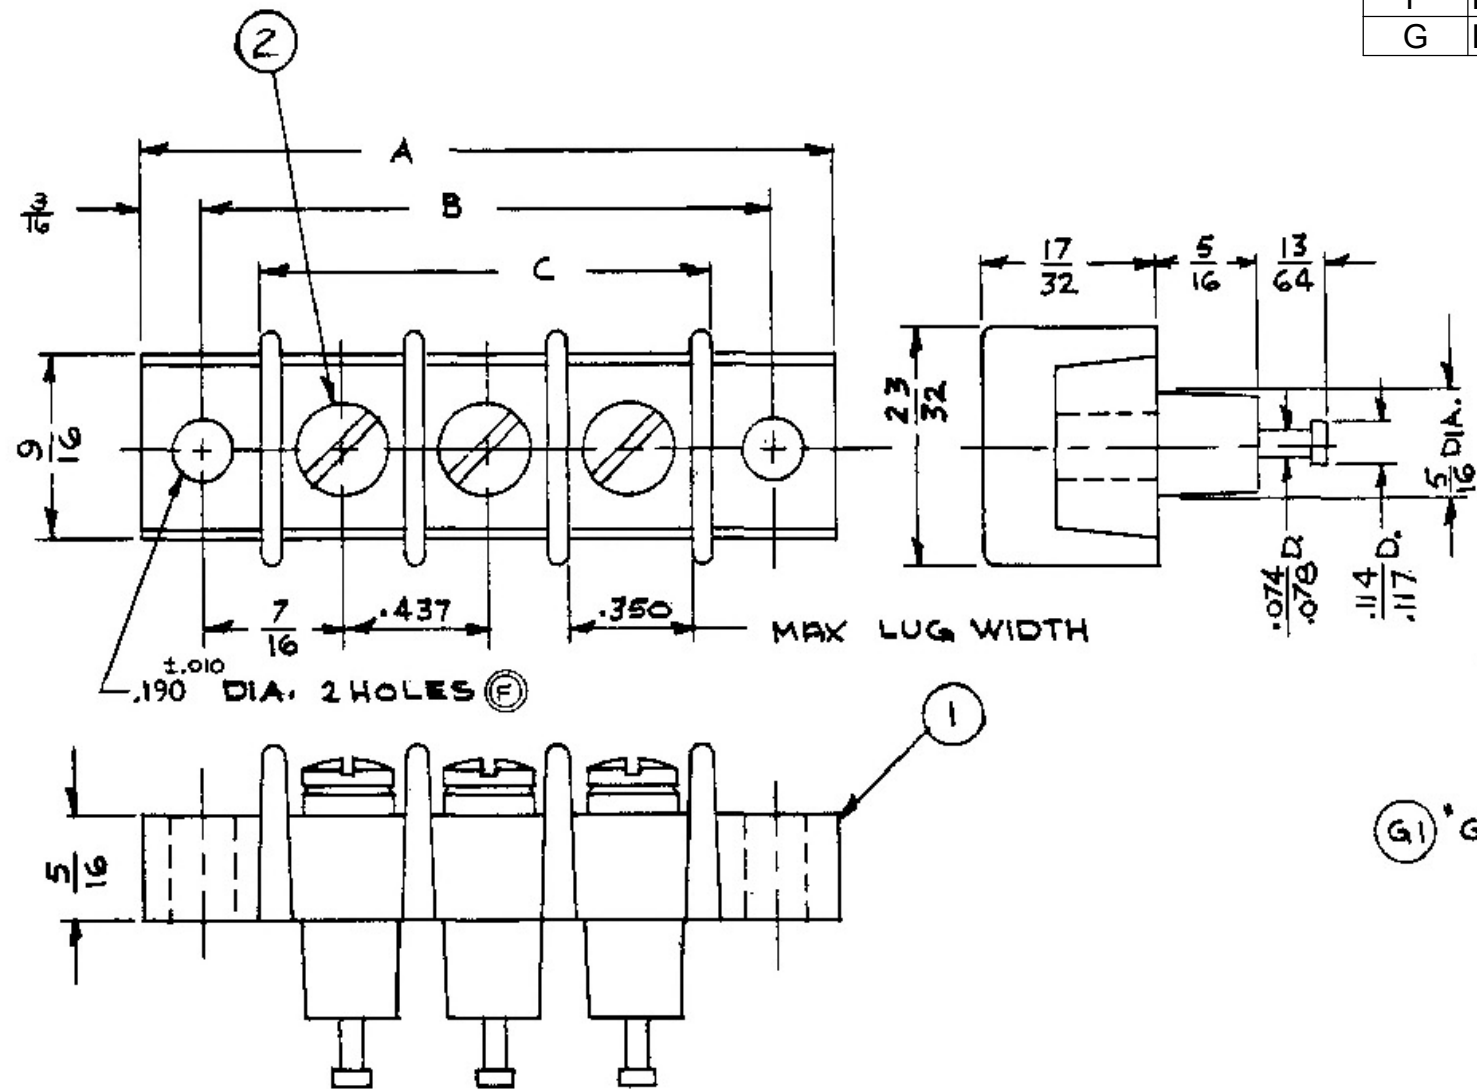 G
2
A
3/16
B
C
17/32
5/16
13/64
9/16
23/32
5/16 DIA.
.074/.078 D.
.114/.117 D.
7/16
.437
.350
MAX LUG WIDTH
±.010
.190 DIA. 2 HOLES F
1
5/16
G1